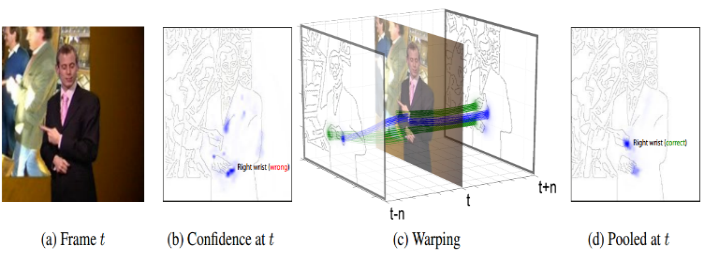 Right wrist (wrong)
t-n
t
t+n
Right wrist (correct)
(a) Frame t
(b) Confidence at t
(c) Warping
(d) Pooled at t